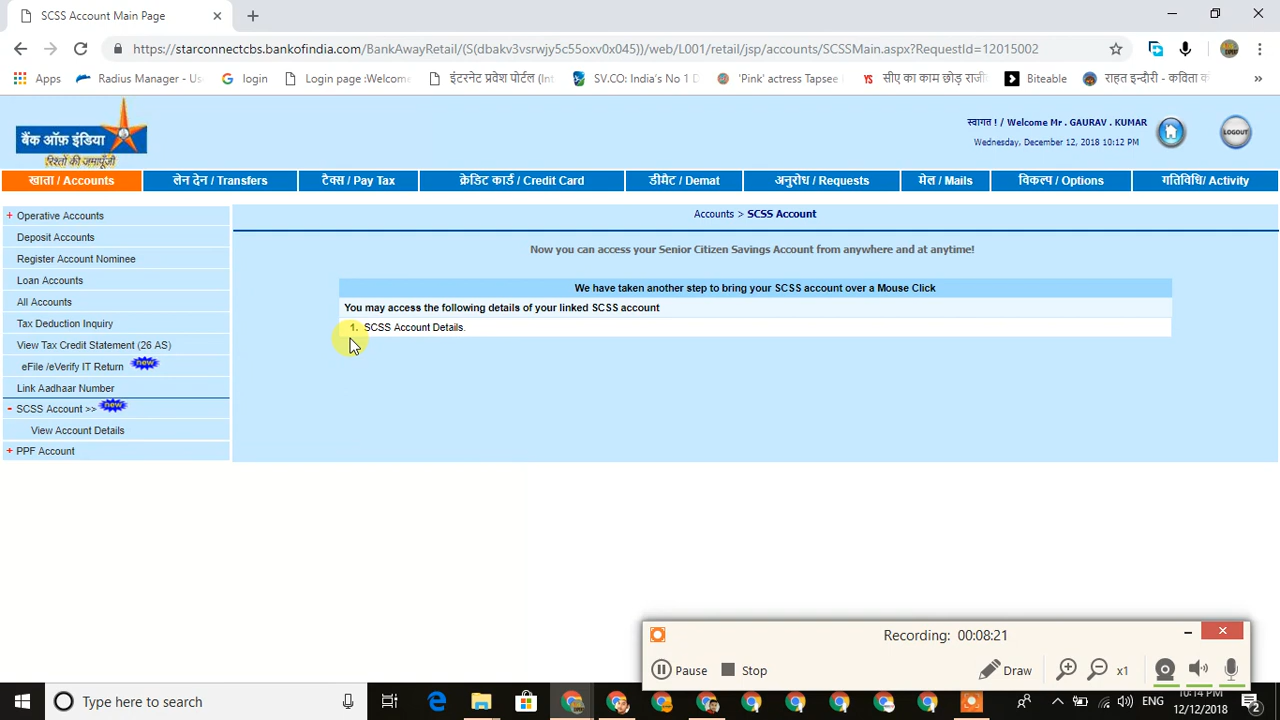 SCSS Account Main Page
https://starconnectcbs.bankofindia.com/BankAwayRetail/(S(dbakv3vsrwjy5c55oxv0x045))/web/L001/retail/jsp/accounts/SCSSMain.aspx?RequestId=12015002
Apps Radius Manager - Us login Login page :Welcome इंटरनेट प्रवेश पोर्टल (Int SV.CO: India's No 1 D 'Pink' actress Tapsee YS सीए का काम छोड़ राजी Biteable राहत इन्दौरी - कविता क »
बैंक ऑफ़ इंडिया
रिश्तों की जमापूँजी
स्वागत ! / Welcome Mr . GAURAV . KUMAR
Wednesday, December 12, 2018 10:12 PM
LOGOUT
खाता / Accounts लेन देन / Transfers टैक्स / Pay Tax क्रेडिट कार्ड / Credit Card डीमैट / Demat अनुरोध / Requests मेल / Mails विकल्प / Options गतिविधि/ Activity
+ Operative Accounts
Deposit Accounts
Register Account Nominee
Loan Accounts
All Accounts
Tax Deduction Inquiry
View Tax Credit Statement (26 AS)
eFile /eVerify IT Return new
Link Aadhaar Number
- SCSS Account >> new
View Account Details
+ PPF Account
Accounts > SCSS Account
Now you can access your Senior Citizen Savings Account from anywhere and at anytime!
We have taken another step to bring your SCSS account over a Mouse Click
You may access the following details of your linked SCSS account
1. SCSS Account Details.
Recording: 00:08:21
Pause Stop Draw x1
Type here to search
ENG
10:14 PM
12/12/2018
2